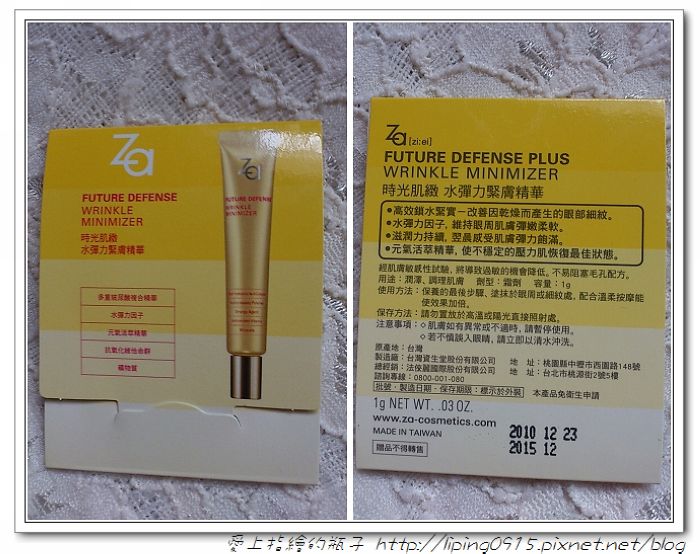 Za
FUTURE DEFENSE
WRINKLE
MINIMIZER
時光肌緻
水彈力緊膚精華
多重玻尿酸複合精華
水彈力因子
元氣活萃精華
抗氧化維他命群
礦物質
Za
FUTURE DEFENSE
WRINKLE
MINIMIZER
Za [zi:ei]
FUTURE DEFENSE PLUS
WRINKLE MINIMIZER
時光肌緻 水彈力緊膚精華
•高效鎖水緊實－改善因乾燥而產生的眼部細紋。
•水彈力因子，維持眼周肌膚彈嫩柔軟。
•滋潤力持續，翌晨感受肌膚彈力飽滿。
•元氣活萃精華，使不穩定的壓力肌恢復最佳狀態。
經肌膚敏感性試驗，將導致過敏的機會降低。不易阻塞毛孔配方。
用途：潤澤、調理肌膚 劑型：霜劑 容量：1g
使用方法：保養的最後步驟、塗抹於眼周或細紋處，配合溫柔按摩能
使效果加倍。
保存方法：請勿置放於高溫或陽光直接照射處。
注意事項：◇肌膚如有異常或不適時，請暫停使用。
◇若不慎誤入眼睛，請立即以清水沖洗。
原產地：台灣
製造廠：台灣資生堂股份有限公司 地 址：桃園縣中壢市西園路148號
總經銷：法徠麗國際股份有限公司 地 址：台北市桃源街2號5樓
諮詢專線：0800-001-080
批號．製造日期．保存期限：標示於外裝 本產品免衛生申請
1g NET WT. .03 OZ.
www.za-cosmetics.com
MADE IN TAIWAN
2010 12 23
2015 12
贈品不得轉售
愛上指繪的瓶子 http://liping0915.pixnet.net/blog